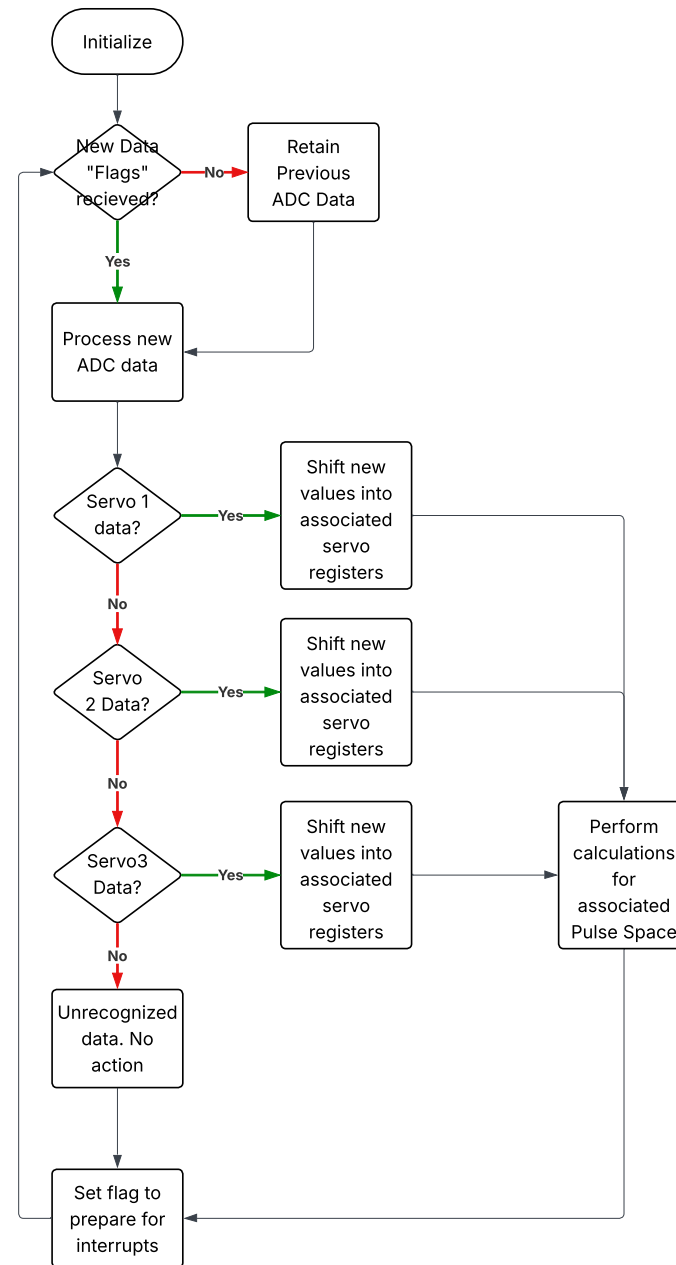 Initialize
New Data
"Flags"
recieved?
No
Retain
Previous
ADC Data
Yes
Process new
ADC data
Servo 1
data?
Yes
Shift new
values into
associated
servo
registers
No
Servo
2 Data?
Yes
Shift new
values into
associated
servo
registers
No
Servo3
Data?
Yes
Shift new
values into
associated
servo
registers
Perform
calculations
for
associated
Pulse Space
No
Unrecognized
data. No
action
Set flag to
prepare for
interrupts